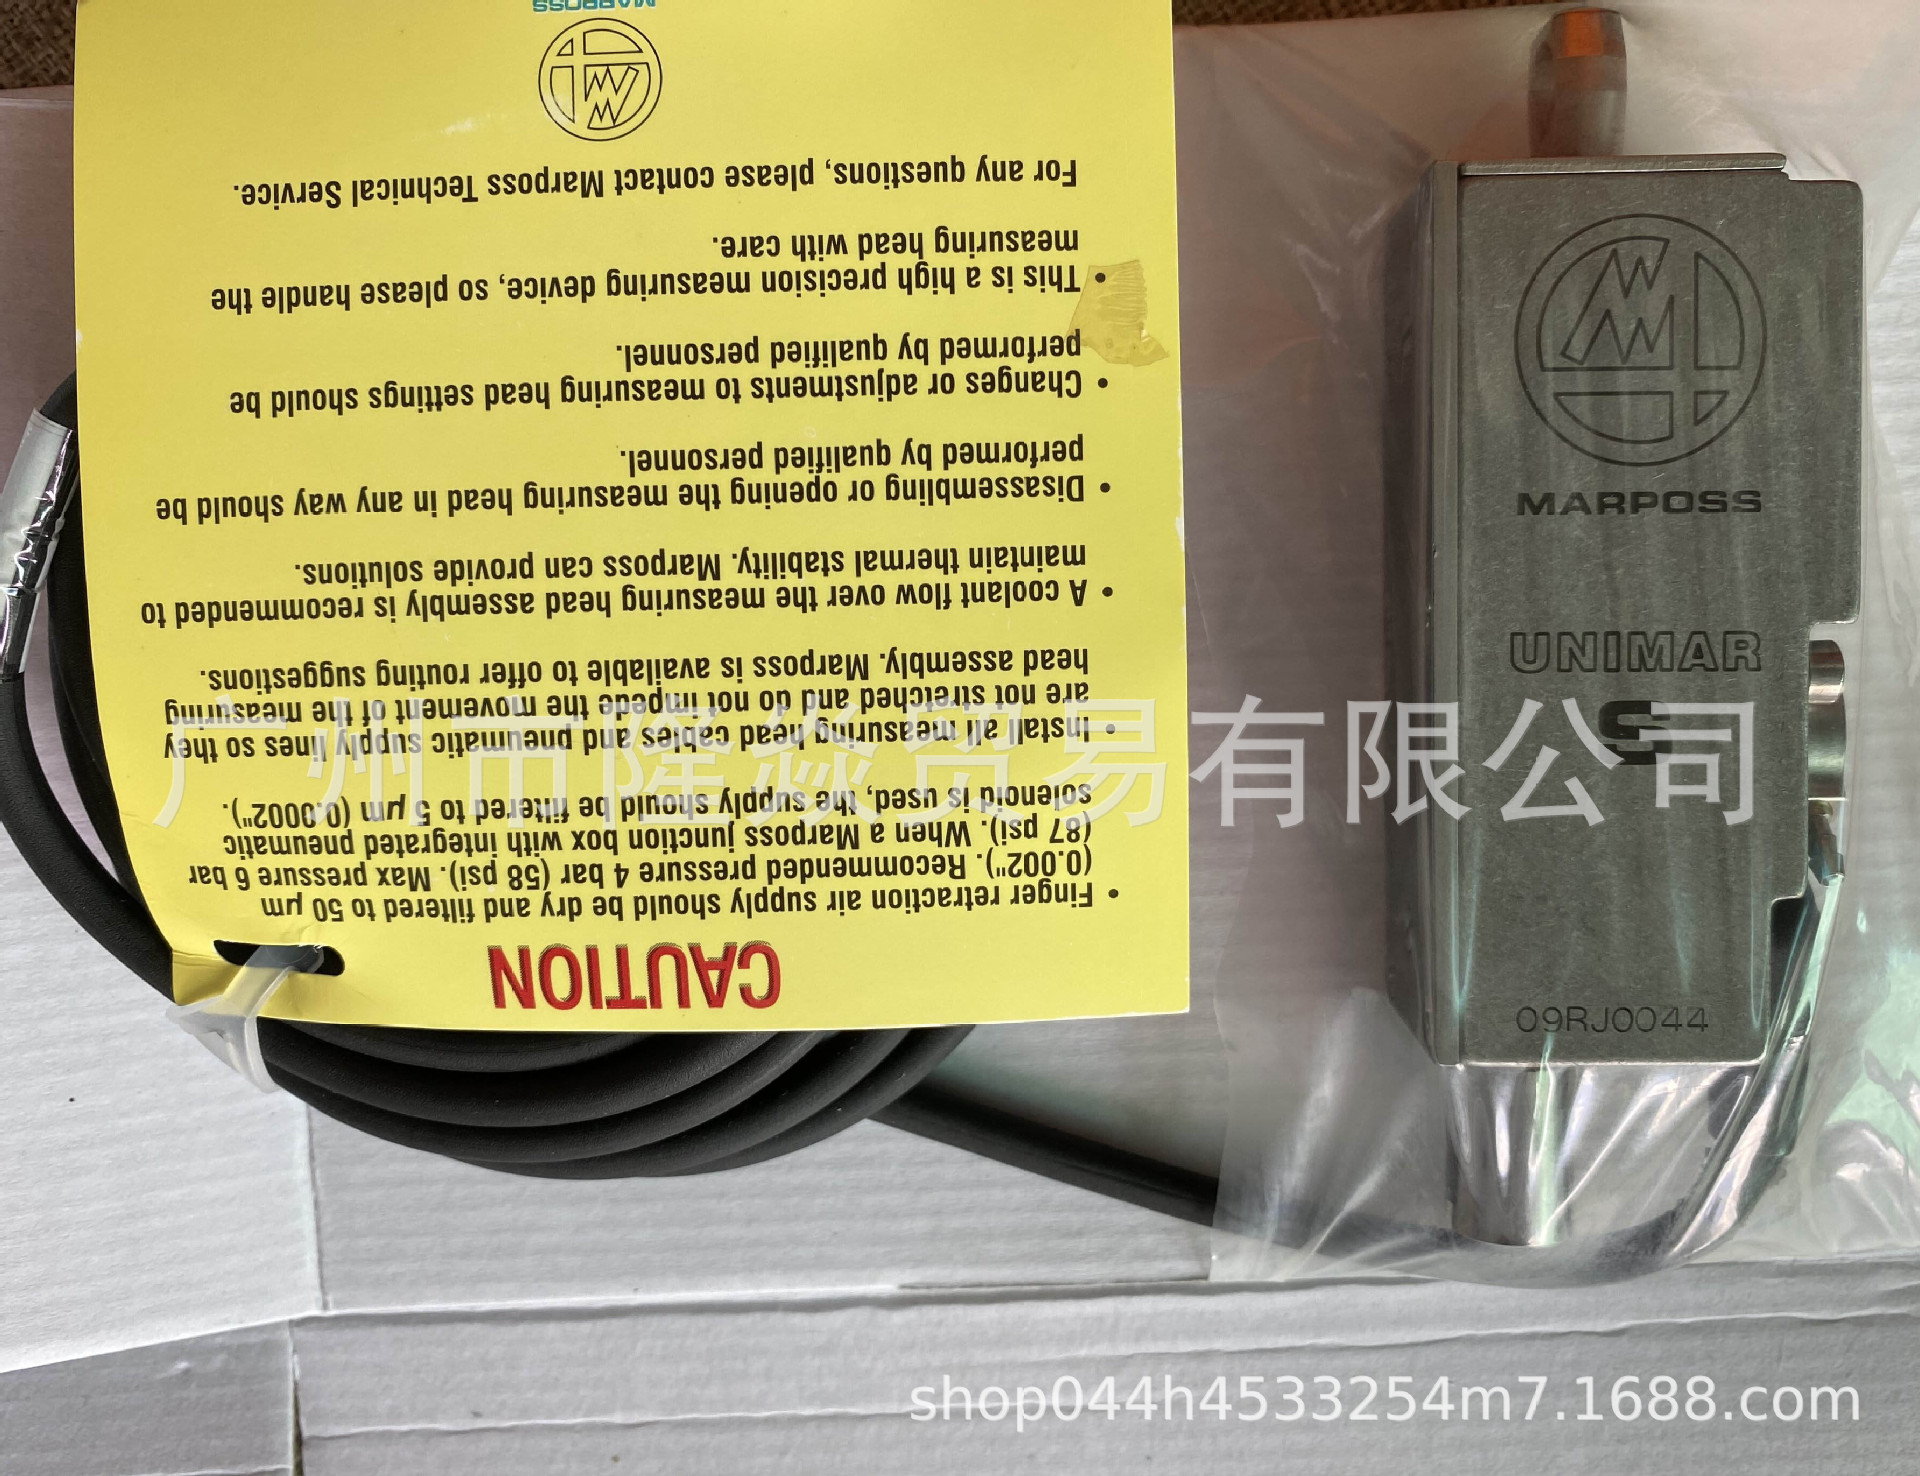 CAUTION
• Finger retraction air supply should be dry and filtered to 50 µm
(0.002"). Recommended pressure 4 bar (58 psi). Max pressure 6 bar
(87 psi). When a Marposs junction box with integrated pneumatic
solenoid is used, the supply should be filtered to 5 µm (0.0002").
• Install all measuring head cables and pneumatic supply lines so they
are not stretched and do not impede the movement of the measuring
head assembly. Marposs is available to offer routing suggestions.
• A coolant flow over the measuring head assembly is recommended to
maintain thermal stability. Marposs can provide solutions.
• Disassembling or opening the measuring head in any way should be
performed by qualified personnel.
• Changes or adjustments to measuring head settings should be
performed by qualified personnel.
• This is a high precision measuring device, so please handle the
measuring head with care.
For any questions, please contact Marposs Technical Service.
MARPOSS
MARPOSS
UNIMAR
S
09RJ0044
广州市隆焱贸易有限公司
shop044h4533254m7.1688.com